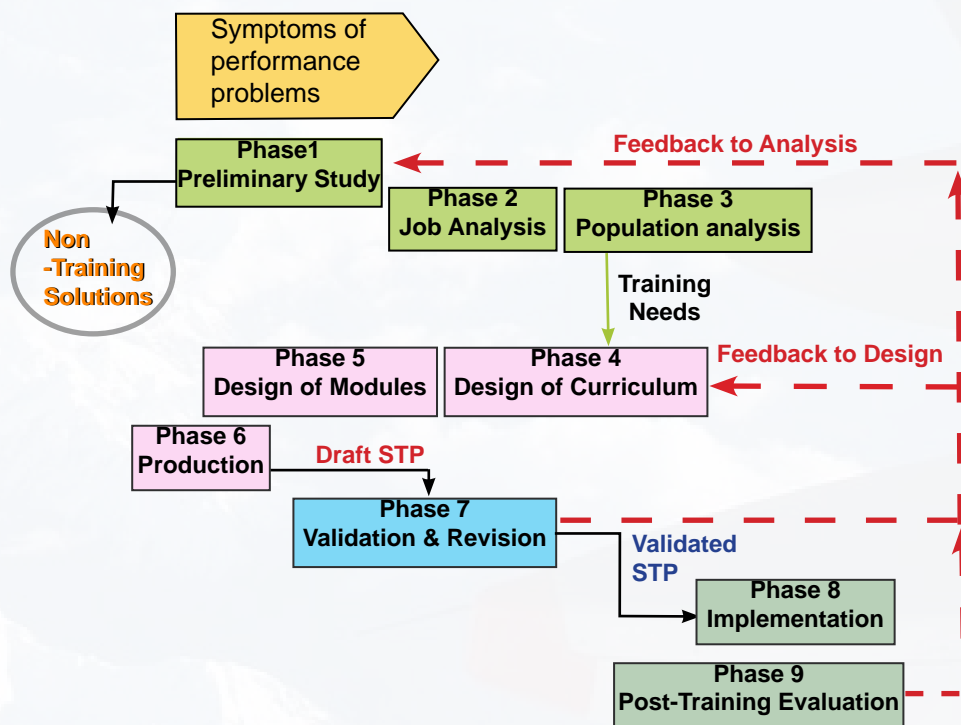 Symptoms of
performance
problems
Phase1
Preliminary Study
Feedback to Analysis
Phase 2
Job Analysis
Phase 3
Population analysis
Non
-Training
Solutions
Training
Needs
Phase 5
Design of Modules
Phase 4
Design of Curriculum
Feedback to Design
Phase 6
Production
Draft STP
Phase 7
Validation & Revision
Validated
STP
Phase 8
Implementation
Phase 9
Post-Training Evaluation